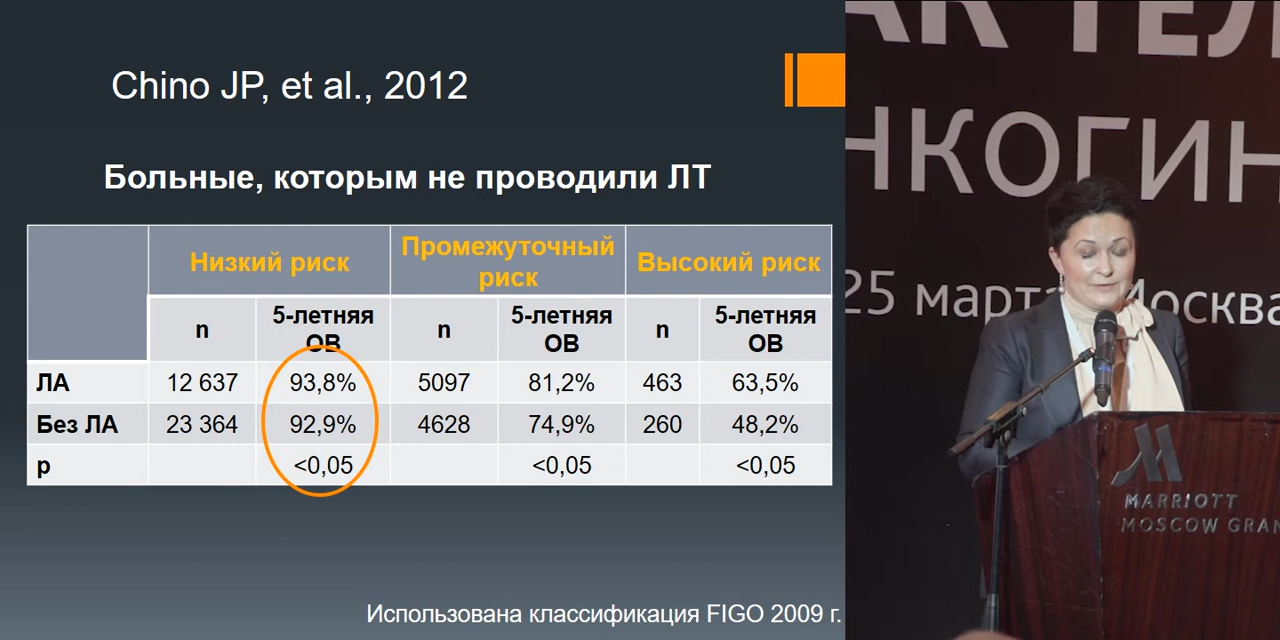 Chino JP, et al., 2012
Больные, которым не проводили ЛТ
Низкий риск
Промежуточный
риск
Высокий риск
n
5-летняя
ОВ
n
5-летняя
ОВ
n
5-летняя
ОВ
ЛА 12 637 93,8% 5097 81,2% 463 63,5%
Без ЛА 23 364 92,9% 4628 74,9% 260 48,2%
р <0,05 <0,05 <0,05
Использована классификация FIGO 2009 г.
АК ТЕЛ
НКОГИН
25 марта Москва
MARRIOTT
MOSCOW GRAN